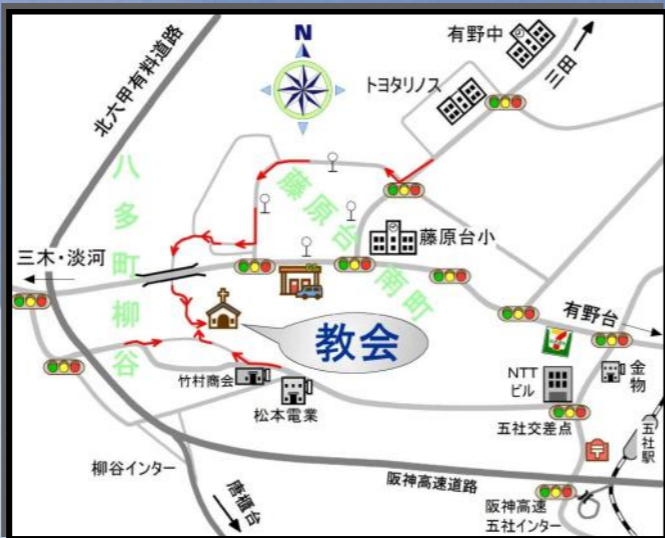 北六甲有料道路
N
有野中
三田
トヨタリノス
八多町柳谷
藤原台南町
藤原台小
三木・淡河
有野台
教会
竹村商会
松本電業
NTT
ビル
金物
五社交差点
五社駅
柳谷インター
唐櫃台
阪神高速道路
阪神高速
五社インター